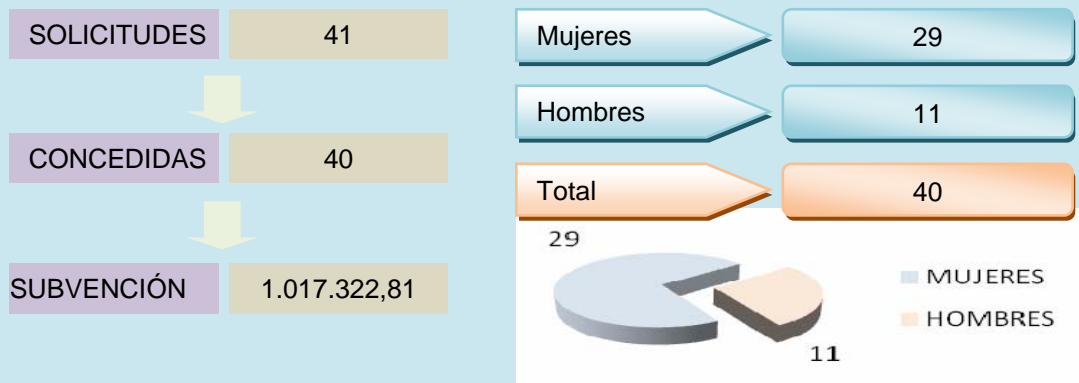 SOLICITUDES 41
CONCEDIDAS 40
SUBVENCIÓN 1.017.322,81
Mujeres 29
Hombres 11
Total 40
29
MUJERES
HOMBRES
11